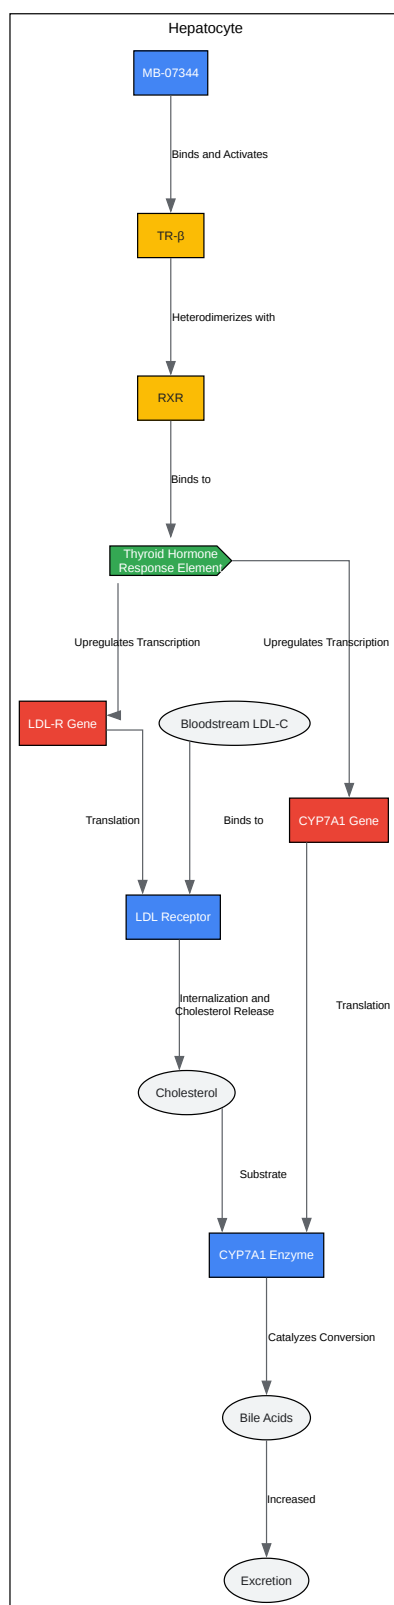 Hepatocyte
MB-07344
Binds and Activates
TR-β
Heterodimerizes with
RXR
Binds to
Thyroid Hormone
Response Element
Upregulates Transcription
Upregulates Transcription
LDL-R Gene
Bloodstream LDL-C
Translation
Binds to
CYP7A1 Gene
LDL Receptor
Internalization and
Cholesterol Release
Translation
Cholesterol
Substrate
CYP7A1 Enzyme
Catalyzes Conversion
Bile Acids
Increased
Excretion